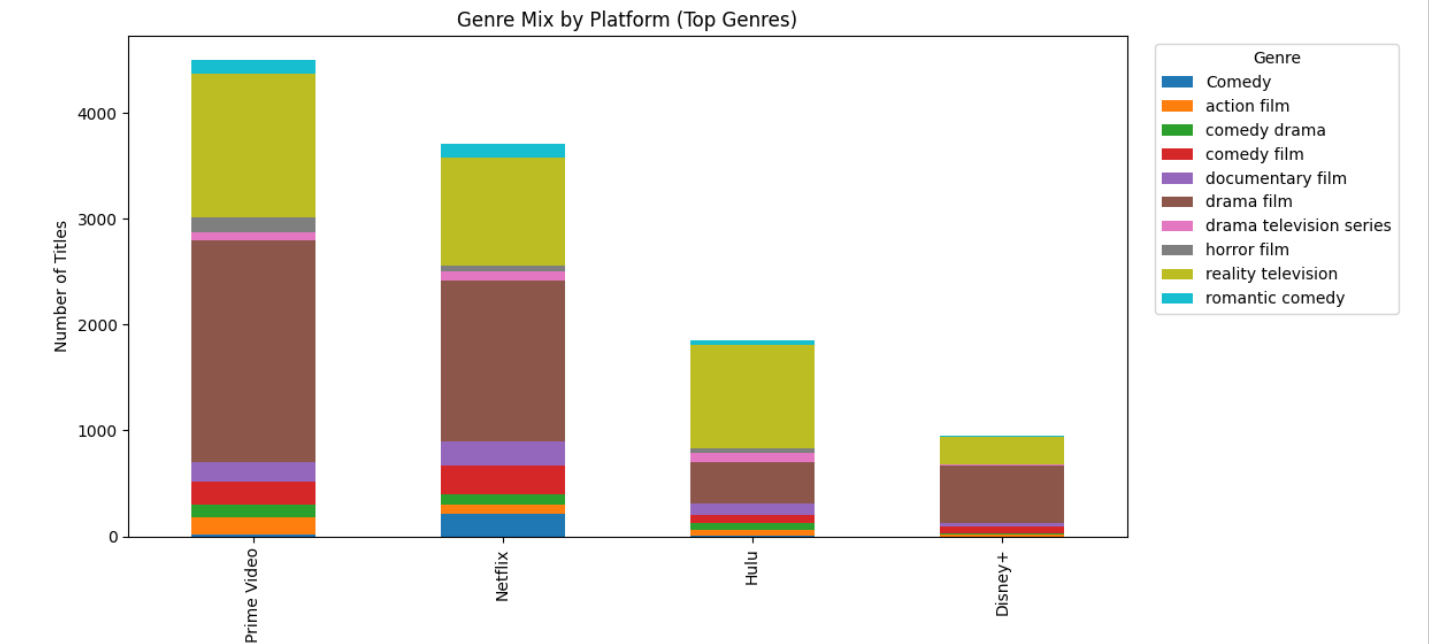 Genre Mix by Platform (Top Genres)
Number of Titles
4000
3000
2000
1000
0
Prime Video
Netflix
Hulu
Disney+
Genre
Comedy
action film
comedy drama
comedy film
documentary film
drama film
drama television series
horror film
reality television
romantic comedy